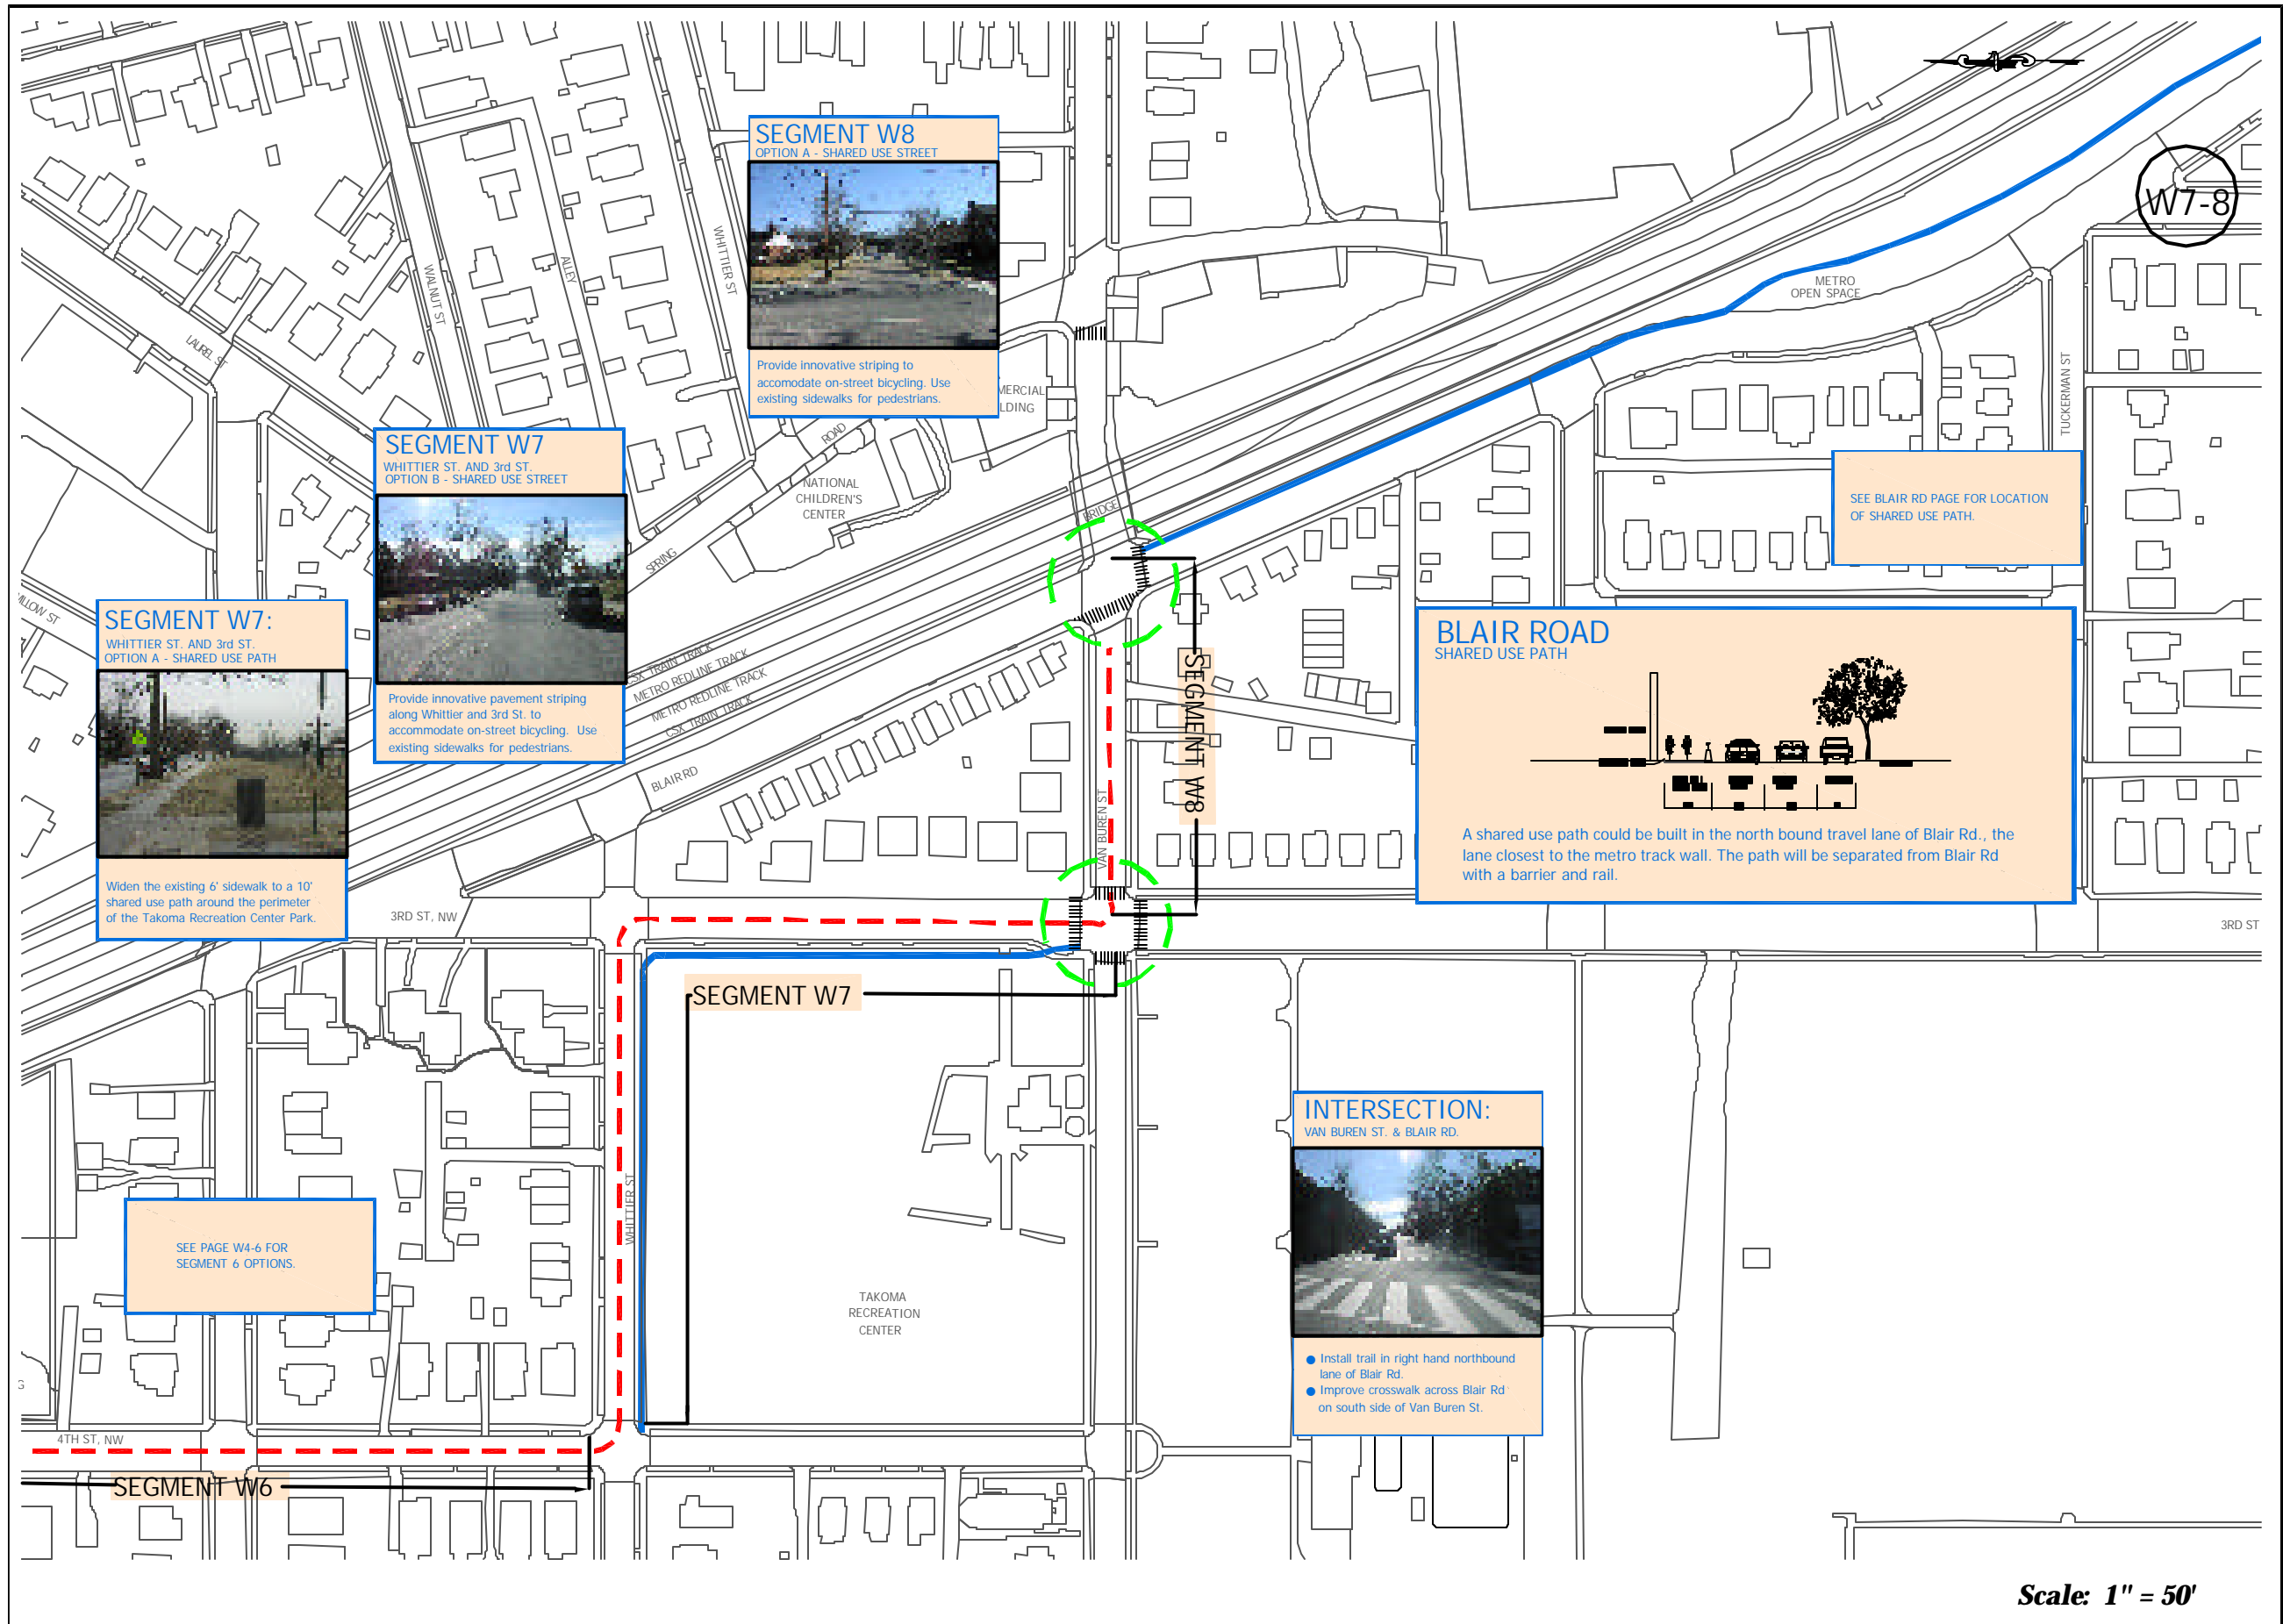 SEGMENT W8
OPTION A - SHARED USE STREET
Provide innovative striping to
accomodate on-street bicycling. Use
existing sidewalks for pedestrians.
W7-8
METRO
OPEN SPACE
WHITTIER ST
ALLEY
WALNUT ST
LAUREL ST
TUCKERMAN ST
MERCIAL
LDING
ROAD
SPRING
NATIONAL
CHILDREN'S
CENTER
BRIDGE
SEGMENT W7
WHITTIER ST. AND 3rd ST.
OPTION B - SHARED USE STREET
Provide innovative pavement striping
along Whittier and 3rd St. to
accommodate on-street bicycling. Use
existing sidewalks for pedestrians.
SEE BLAIR RD PAGE FOR LOCATION
OF SHARED USE PATH.
ILLOW ST
SEGMENT W7:
WHITTIER ST. AND 3rd ST.
OPTION A - SHARED USE PATH
Widen the existing 6' sidewalk to a 10'
shared use path around the perimeter
of the Takoma Recreation Center Park.
CSX TRAIN TRACK
METRO REDLINE TRACK
METRO REDLINE TRACK
CSX TRAIN TRACK
BLAIR RD
VAN BUREN ST
SEGMENT W8
BLAIR ROAD
SHARED USE PATH
A shared use path could be built in the north bound travel lane of Blair Rd., the
lane closest to the metro track wall. The path will be separated from Blair Rd
with a barrier and rail.
3RD ST, NW
3RD ST
SEGMENT W7
INTERSECTION:
VAN BUREN ST. & BLAIR RD.
● Install trail in right hand northbound
lane of Blair Rd.
● Improve crosswalk across Blair Rd
on south side of Van Buren St.
WHITTIER ST
SEE PAGE W4-6 FOR
SEGMENT 6 OPTIONS.
TAKOMA
RECREATION
CENTER
G
4TH ST, NW
SEGMENT W6
Scale: 1" = 50'